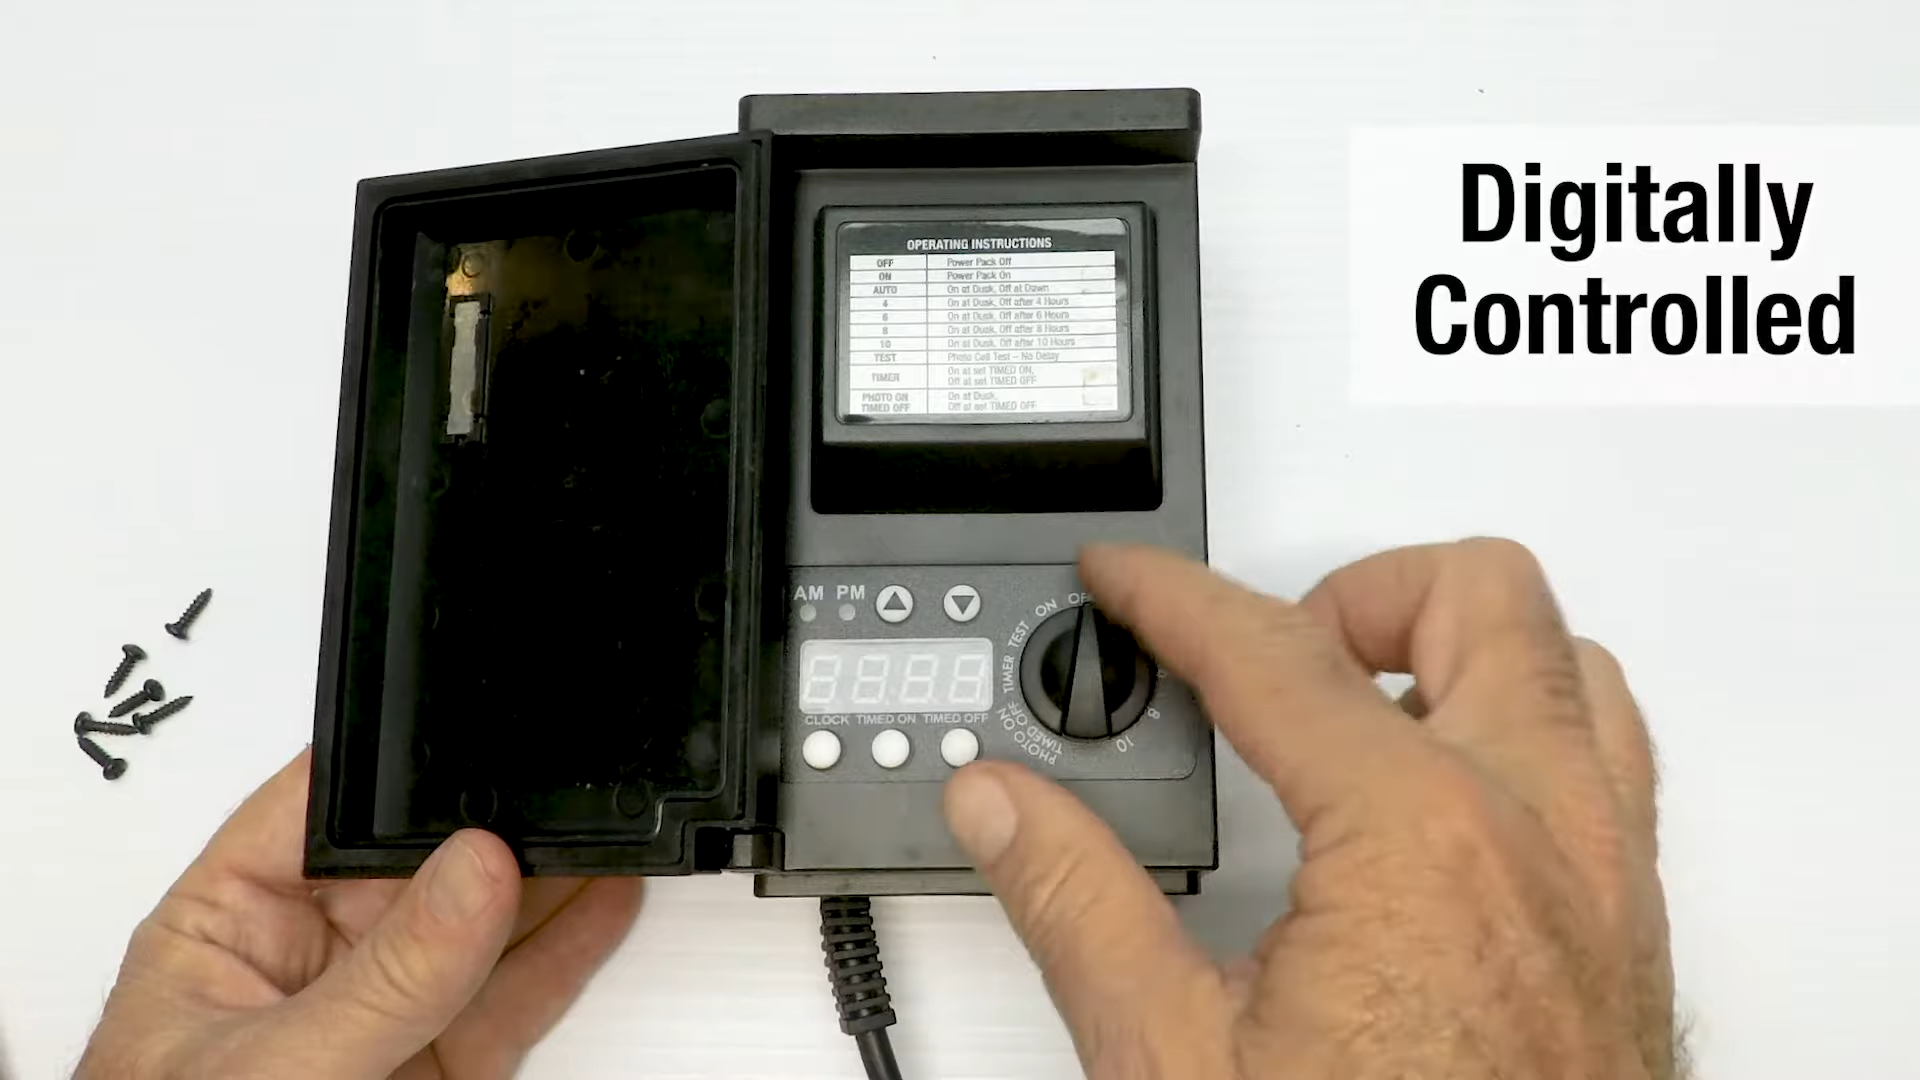 Digitally
Controlled
OPERATING INSTRUCTIONS
OFF Power Pack Off
ON Power Pack On
AUTO On at Dusk, Off at Dawn
4 On at Dusk, Off after 4 Hours
6 On at Dusk, Off after 6 Hours
8 On at Dusk, Off after 8 Hours
10 On at Dusk, Off after 10 Hours
TEST Photo Cell Test – No Delay
TIMER On at set TIMED ON,
Off at set TIMED OFF
PHOTO ON On at Dusk,
TIMED OFF Off at set TIMED OFF
AM PM
CLOCK TIMED ON TIMED OFF
ON
TEST
TIMER
PHOTO ON
TIMED OFF
8
10